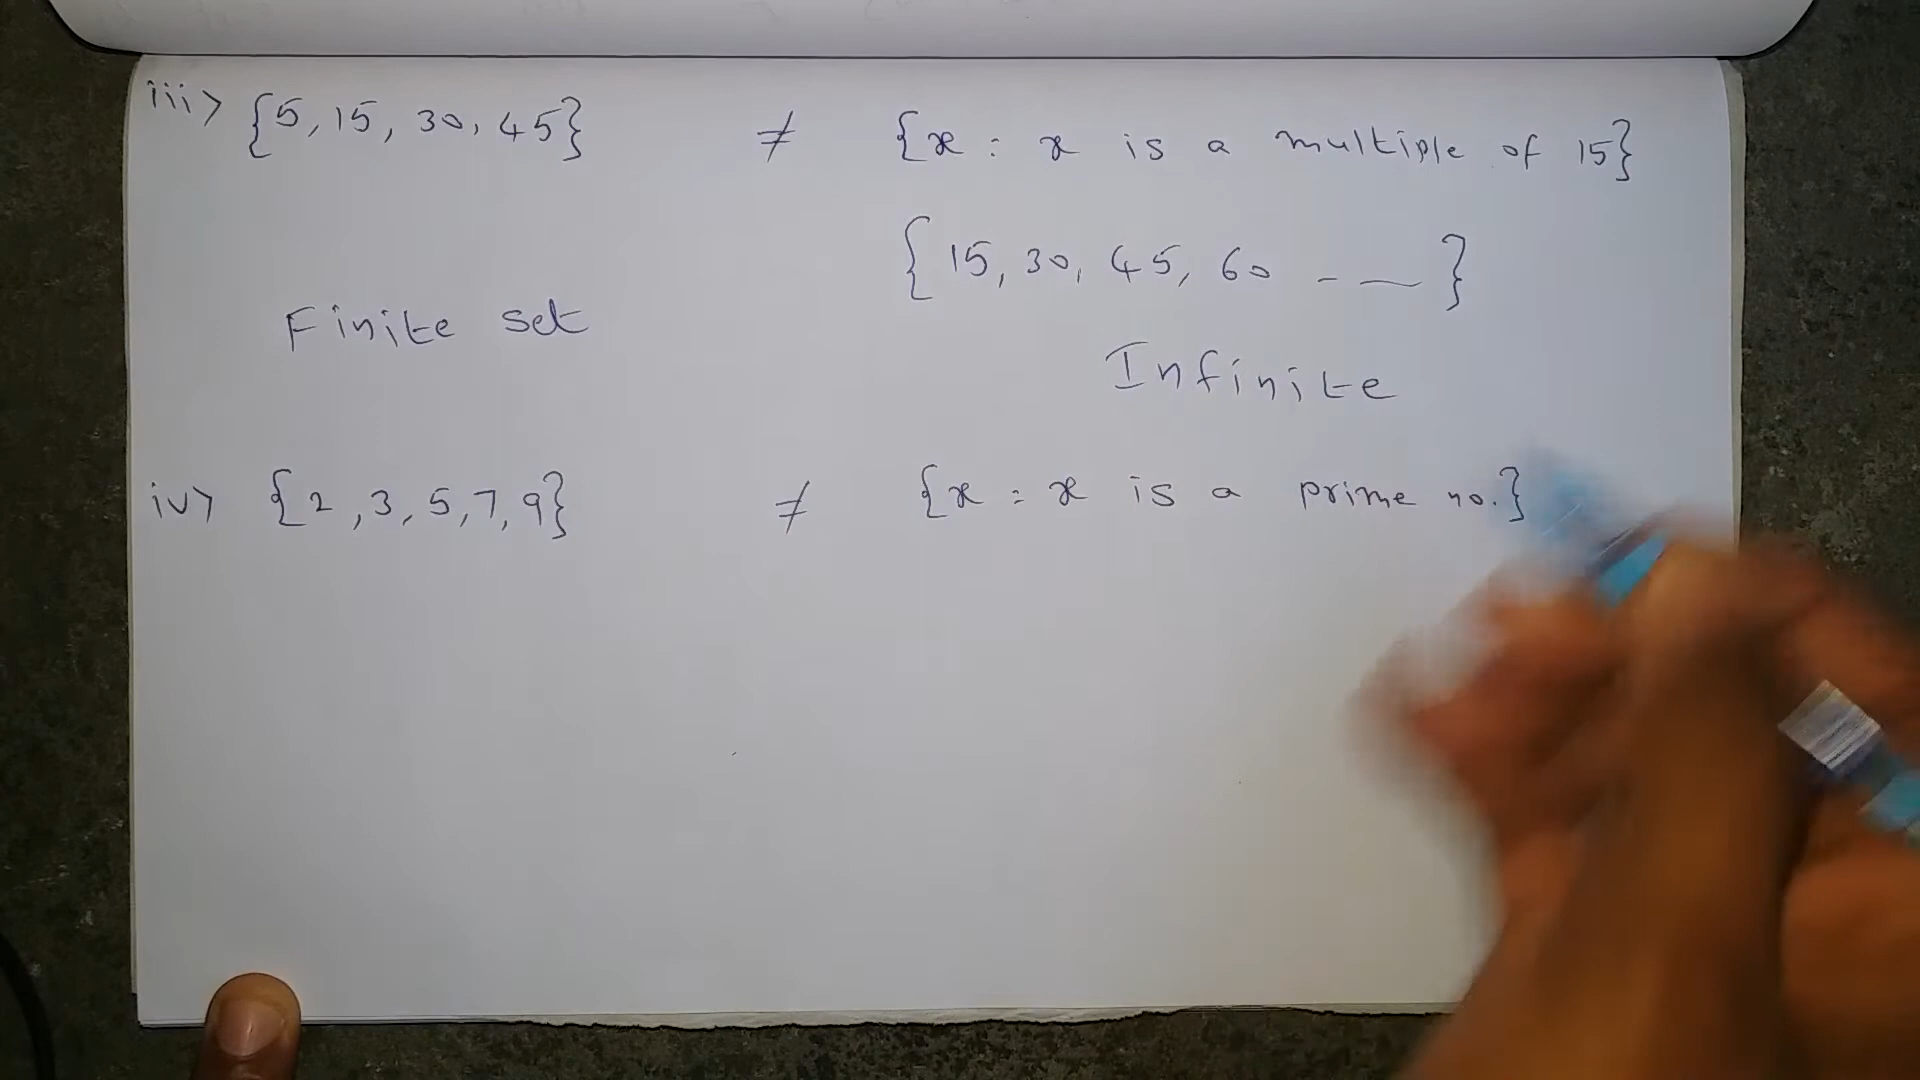 iii> {5, 15, 30, 45} ≠ {x : x is a multiple of 15}
{15, 30, 45, 60 - — }
Finite set
Infinite
iv> {2, 3, 5, 7, 9} ≠ {x : x is a prime no.}